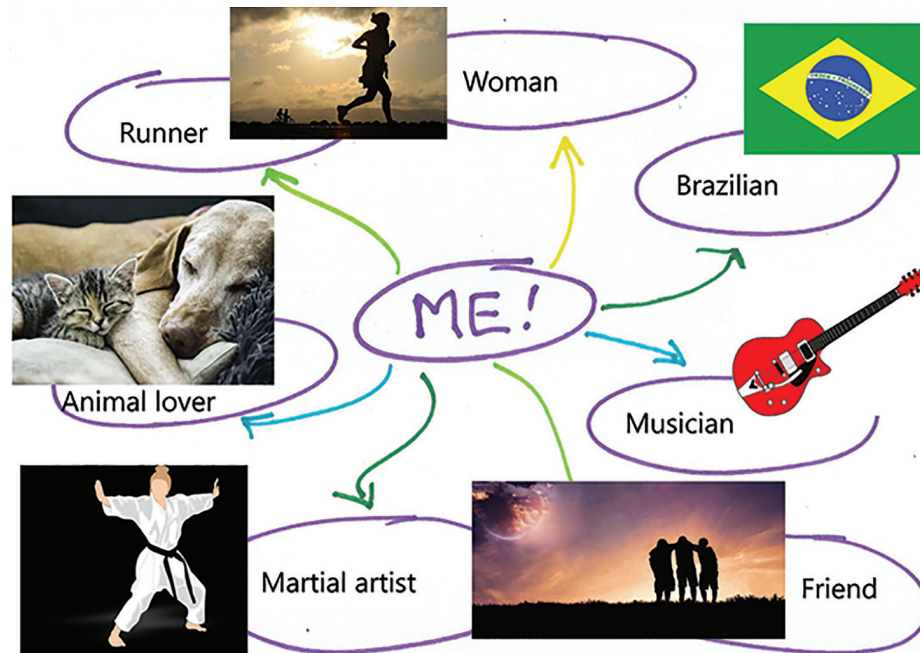 Woman
Runner
Brazilian
ME!
Animal lover
Musician
Martial artist
Friend